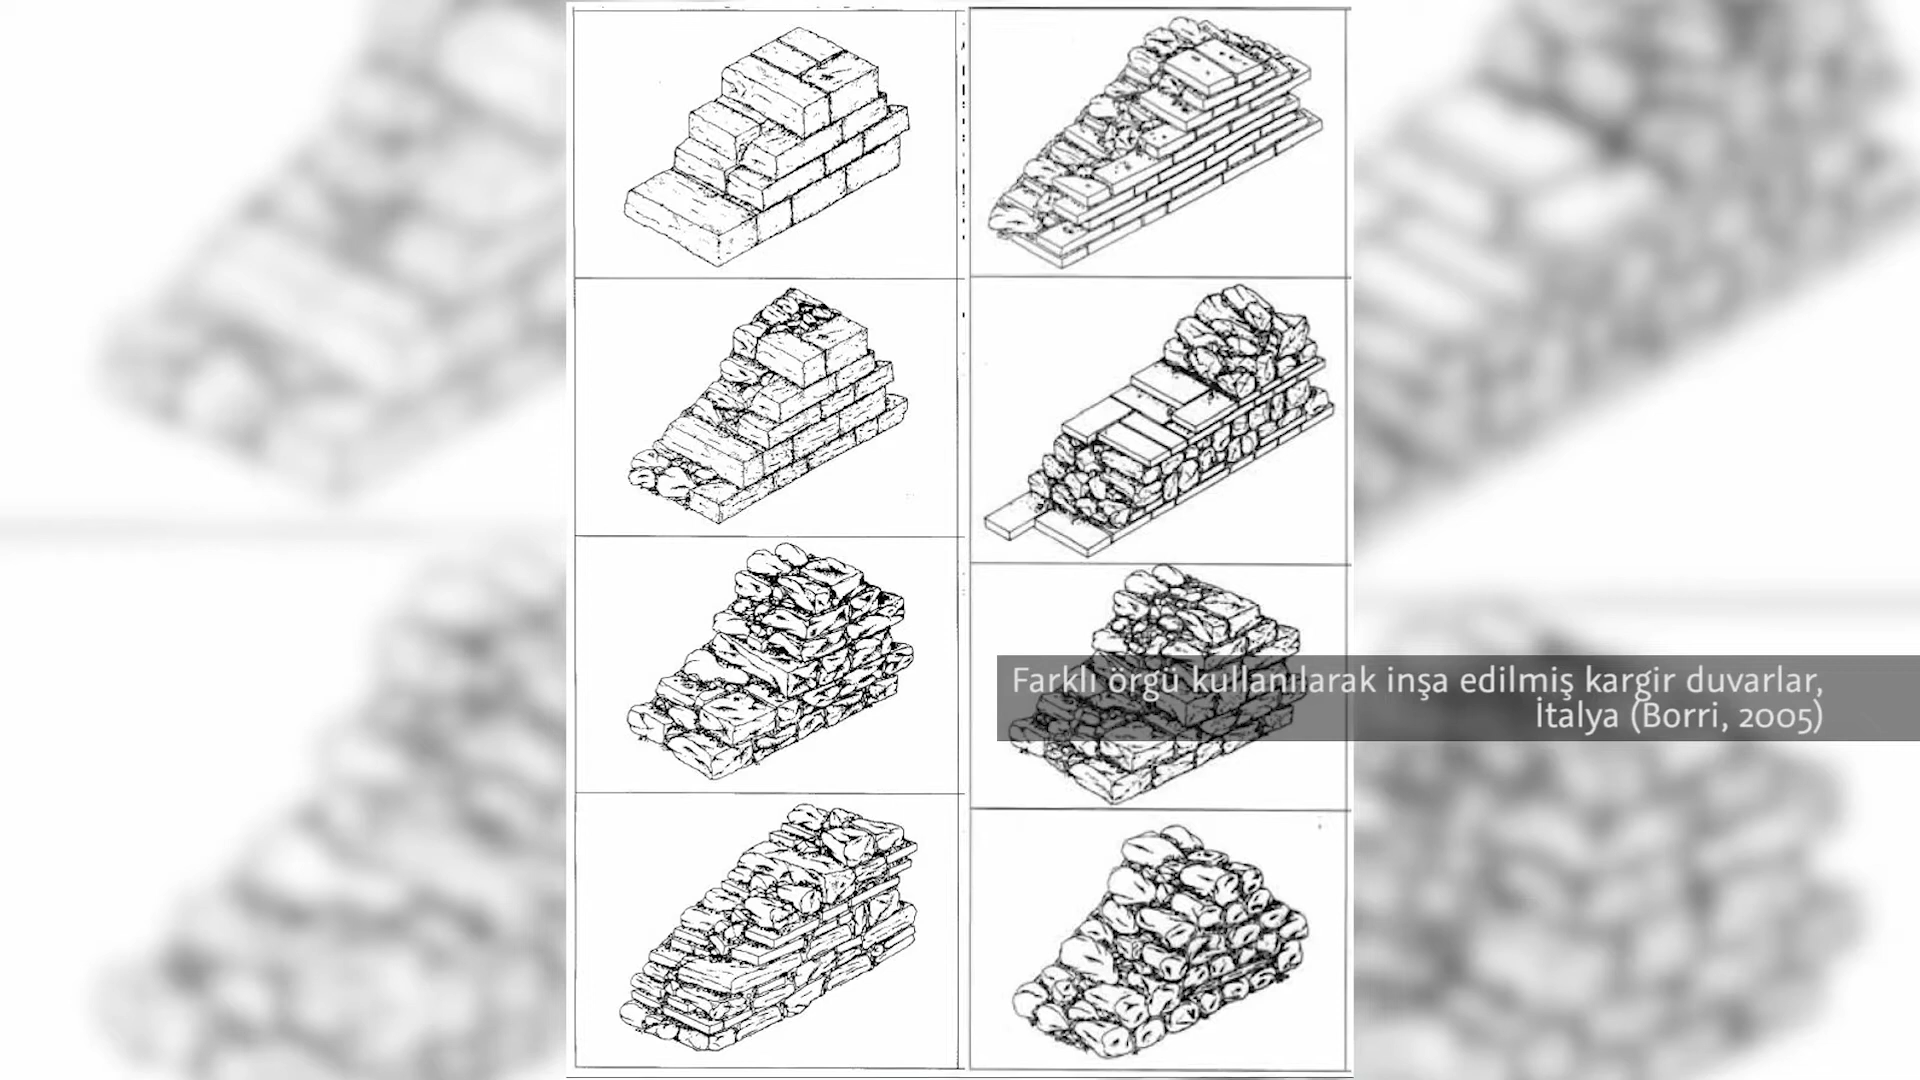 Farklı örgü kullanılarak inşa edilmiş kargir duvarlar,
İtalya (Borri, 2005)